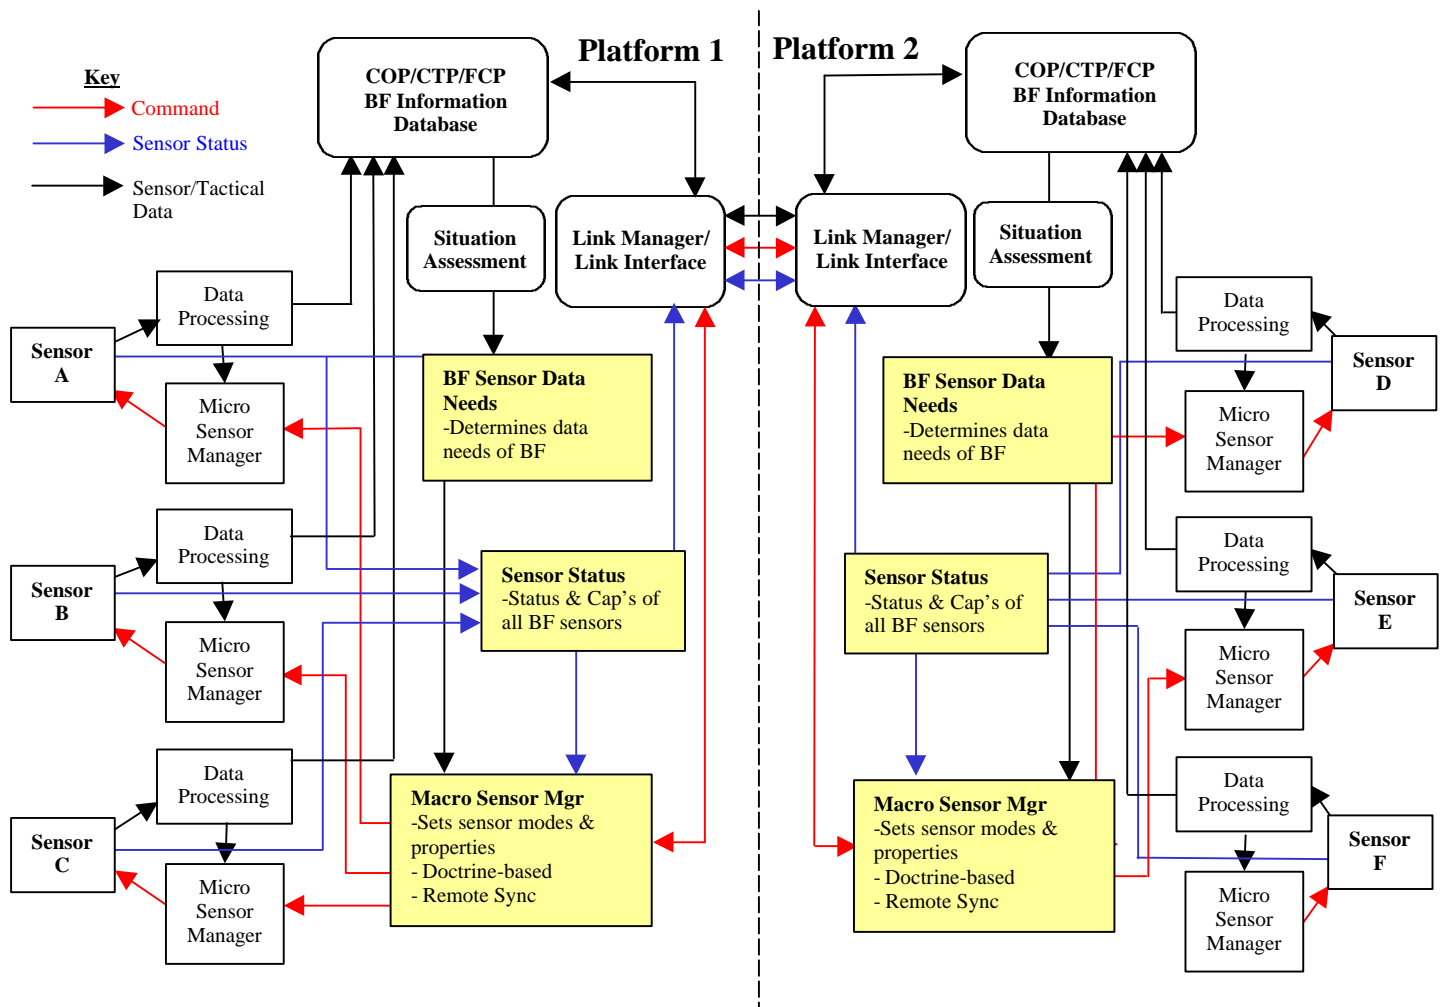 Platform 1
Platform 2
Key
Command
Sensor Status
Sensor/Tactical
Data
COP/CTP/FCP
BF Information
Database
Situation
Assessment
Link Manager/
Link Interface
Data
Processing
Sensor
A
Micro
Sensor
Manager
BF Sensor Data
Needs
-Determines data
needs of BF
Data
Processing
Sensor
B
Micro
Sensor
Manager
Sensor Status
-Status & Cap's of
all BF sensors
Data
Processing
Sensor
C
Micro
Sensor
Manager
Macro Sensor Mgr
-Sets sensor modes &
properties
- Doctrine-based
- Remote Sync
COP/CTP/FCP
BF Information
Database
Link Manager/
Link Interface
Situation
Assessment
Data
Processing
Sensor
D
Micro
Sensor
Manager
BF Sensor Data
Needs
-Determines data
needs of BF
Sensor Status
-Status & Cap's of
all BF sensors
Data
Processing
Sensor
E
Micro
Sensor
Manager
Macro Sensor Mgr
-Sets sensor modes &
properties
- Doctrine-based
- Remote Sync
Data
Processing
Sensor
F
Micro
Sensor
Manager